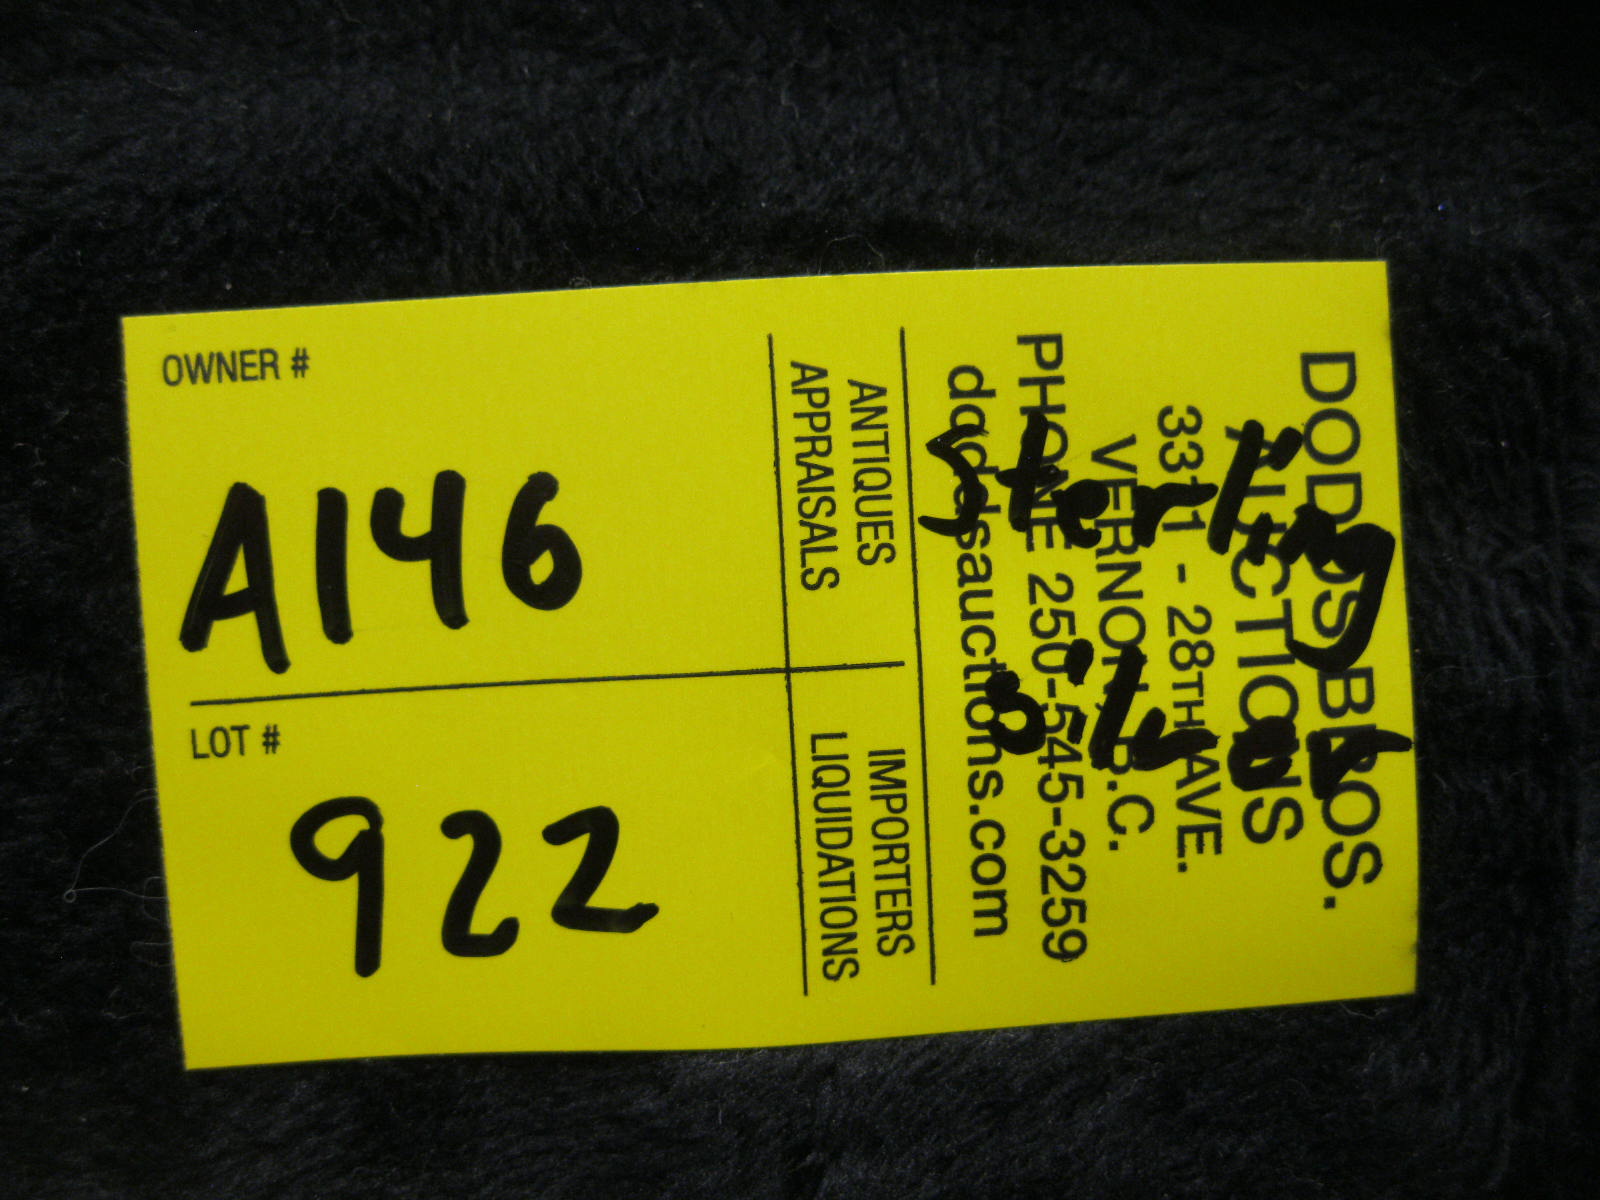 OWNER #
A146
LOT #
922
ANTIQUES
APPRAISALS
IMPORTERS
LIQUIDATIONS
DODDS BROS.
AUCTIONS
3311 - 28TH AVE.
VERNON, B.C.
PHONE 250-545-3259
doddsauctions.com
Sterling
silver